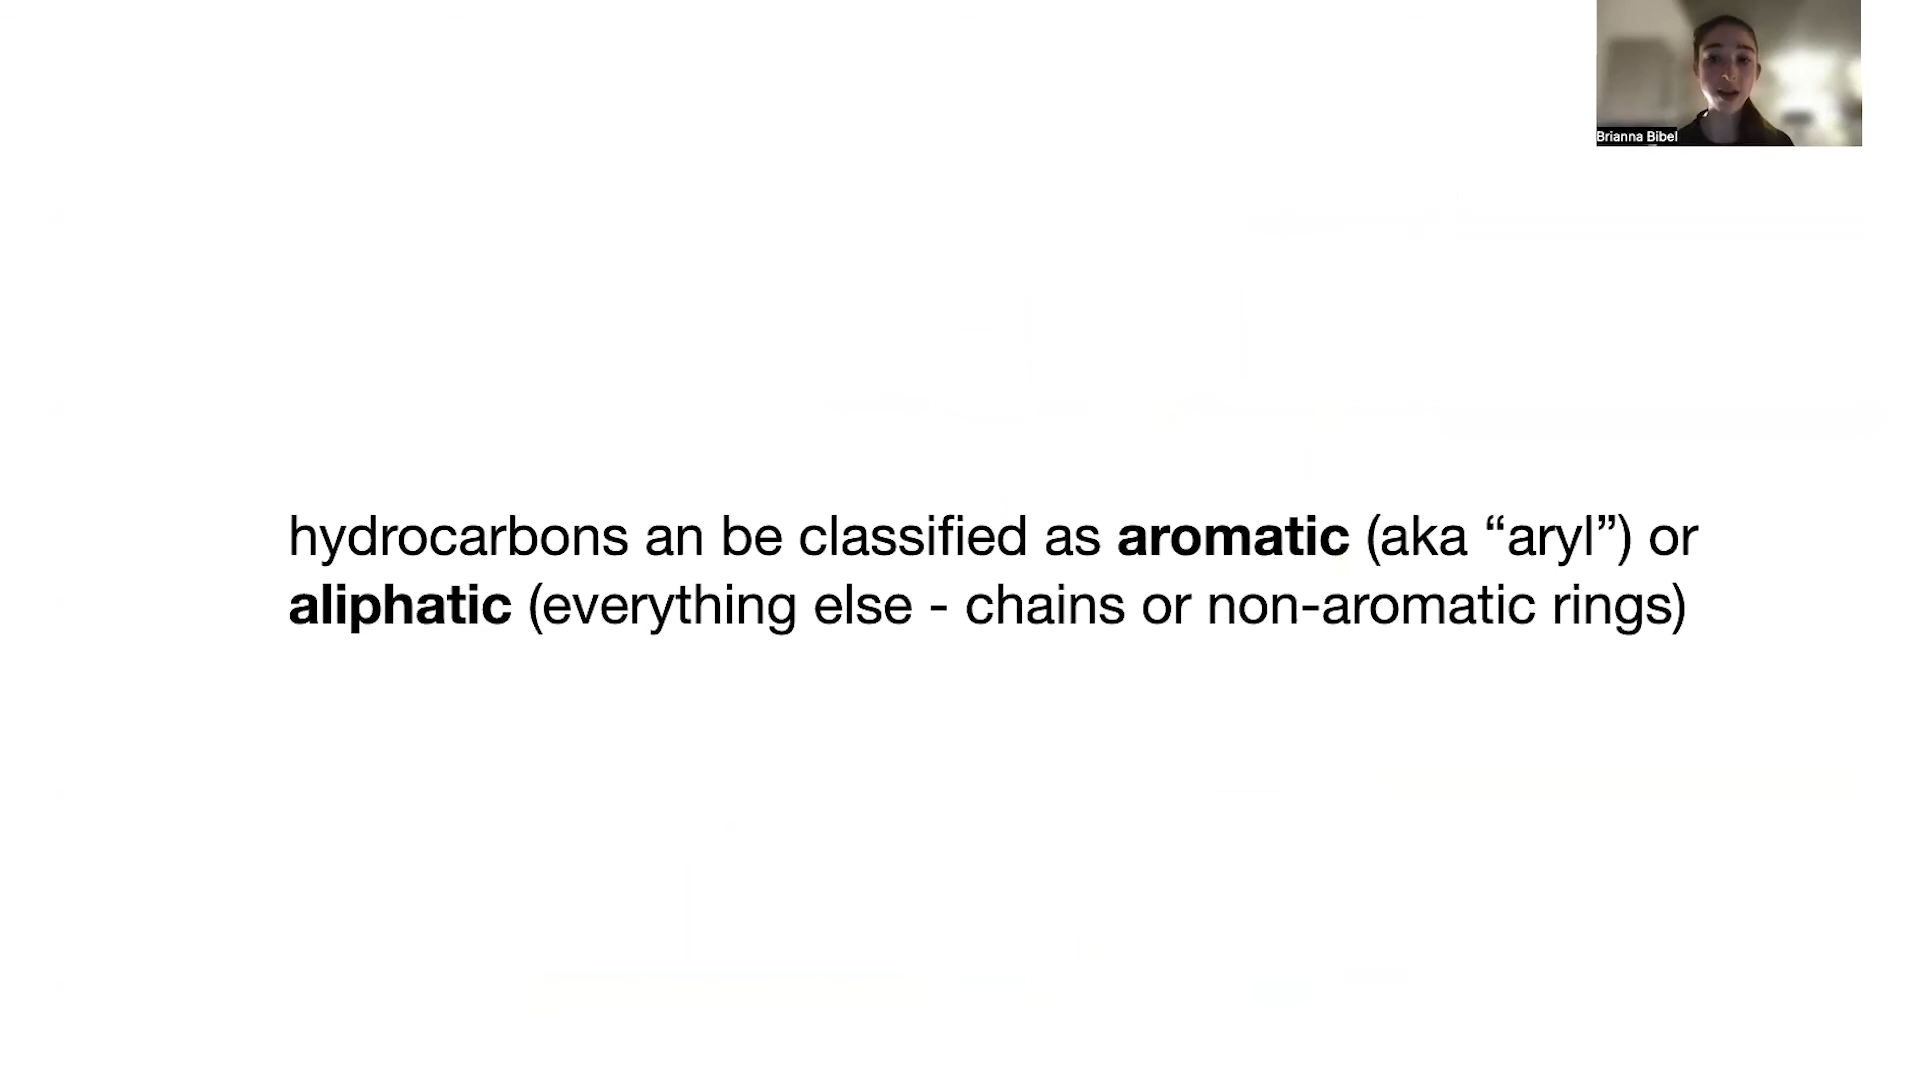 Brianna Bibel
hydrocarbons an be classified as aromatic (aka “aryl”) or
aliphatic (everything else - chains or non-aromatic rings)